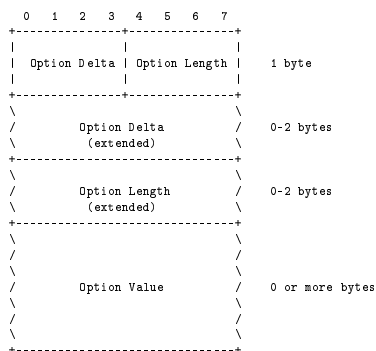 0 1 2 3 4 5 6 7
Option Delta | Option Length 1 byte
Option Delta 0-2 bytes
(extended)
Option Length 0-2 bytes
(extended)
Option Value 0 or more bytes